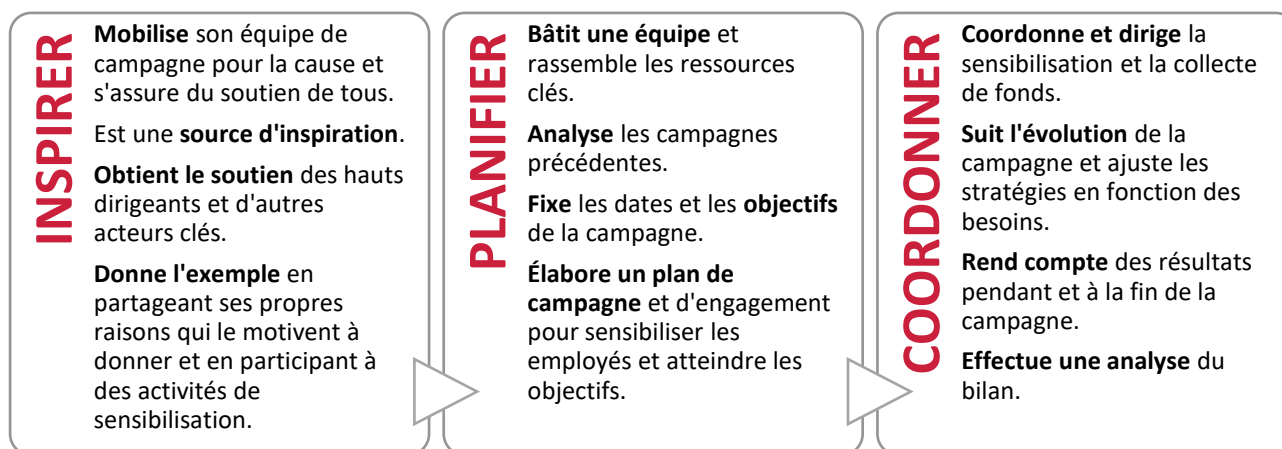 INSPIRER
Mobilise son équipe de
campagne pour la cause et
s'assure du soutien de tous.
Est une source d'inspiration.
Obtient le soutien des hauts
dirigeants et d'autres
acteurs clés.
Donne l'exemple en
partageant ses propres
raisons qui le motivent à
donner et en participant à
des activités de
sensibilisation.
PLANIFIER
Bâtit une équipe et
rassemble les ressources
clés.
Analyse les campagnes
précédentes.
Fixe les dates et les objectifs
de la campagne.
Élabore un plan de
campagne et d'engagement
pour sensibiliser les
employés et atteindre les
objectifs.
COORDONNER
Coordonne et dirige la
sensibilisation et la collecte
de fonds.
Suit l'évolution de la
campagne et ajuste les
stratégies en fonction des
besoins.
Rend compte des résultats
pendant et à la fin de la
campagne.
Effectue une analyse du
bilan.